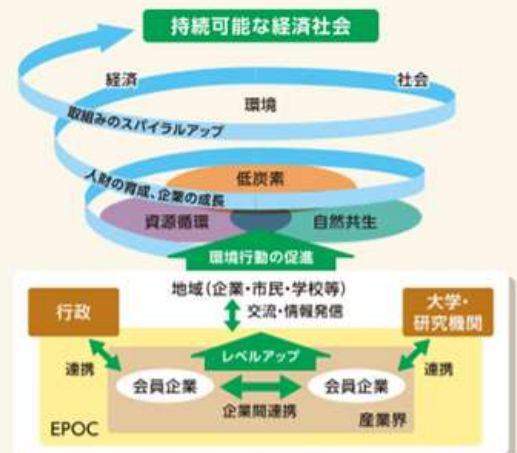 持続可能な経済社会
経済
社会
環境
取組みのスパイラルアップ
人財の育成、企業の成長
低炭素
資源循環
自然共生
環境行動の促進
地域(企業・市民・学校等)
行政
大学・
研究機関
交流・情報発信
レベルアップ
連携
連携
会員企業
会員企業
企業間連携
産業界
EPOC